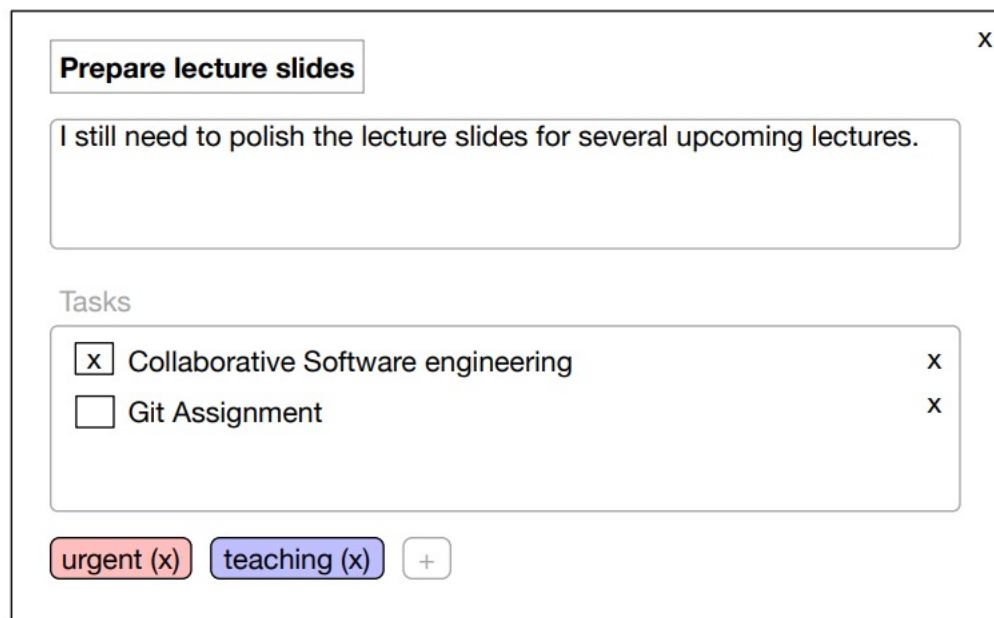 x
Prepare lecture slides
I still need to polish the lecture slides for several upcoming lectures.
Tasks
x Collaborative Software engineering x
Git Assignment x
urgent (x) teaching (x) +